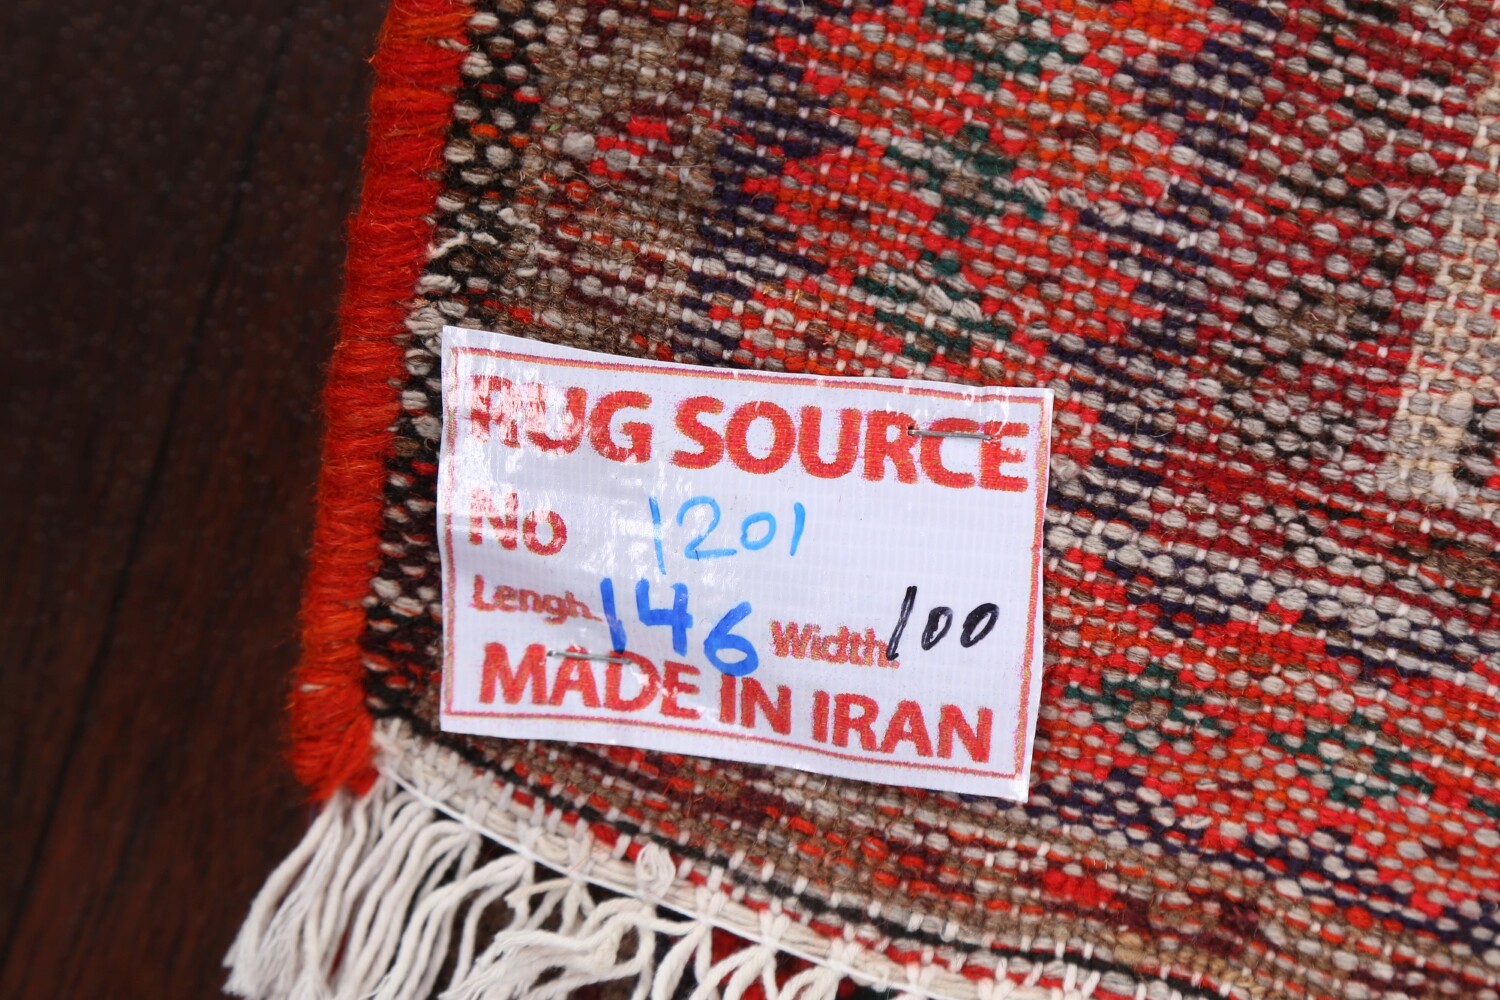 RUG SOURCE
No 1201
Lengh. 146 Width: 100
MADE IN IRAN